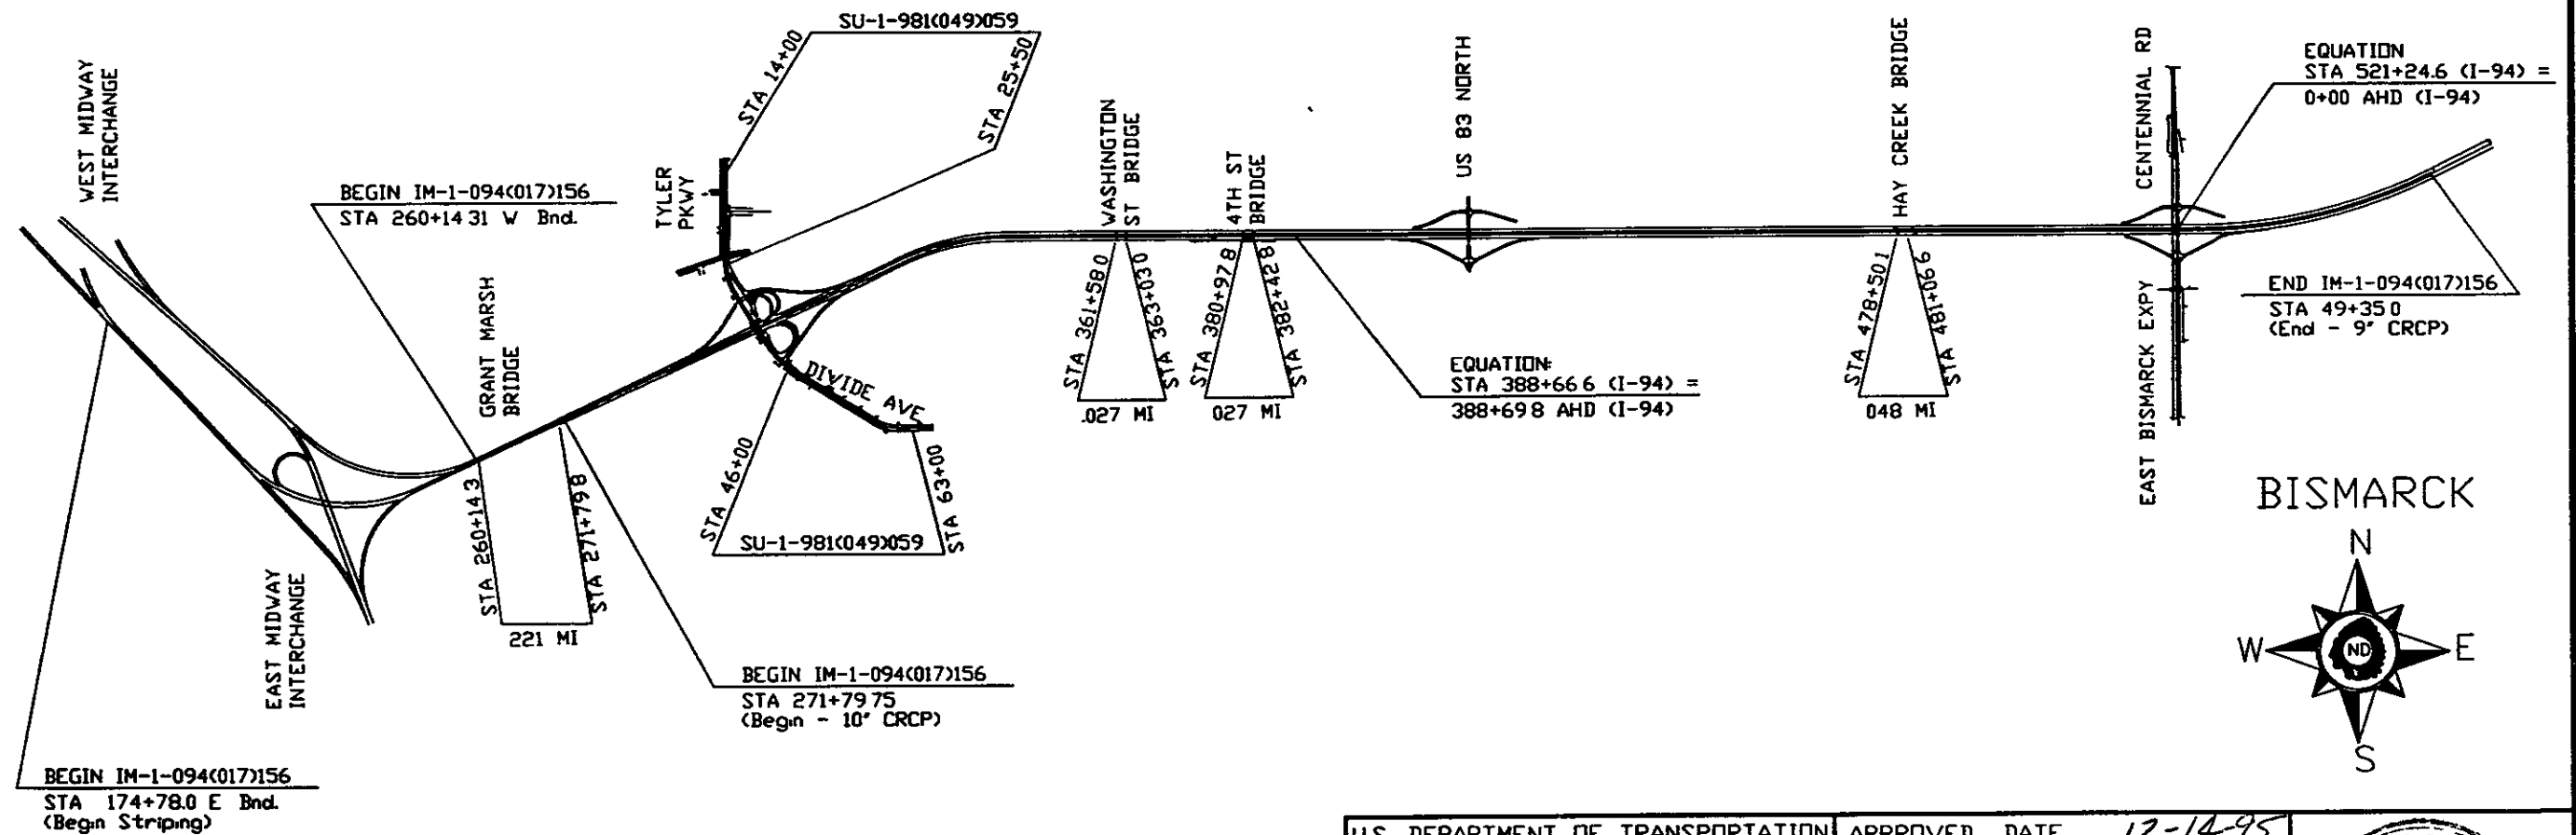 SU-1-981(049)059
STA 14+00
STA 25+50
WEST MIDWAY
INTERCHANGE
BEGIN IM-1-094(017)156
STA 260+14 31 W Bnd.
TYLER
PKWY
WASHINGTON
ST BRIDGE
4TH ST
BRIDGE
US 83 NORTH
HAY CREEK BRIDGE
CENTENNIAL RD
EQUATION
STA 521+24.6 (I-94) =
0+00 AHD (I-94)
GRANT MARSH
BRIDGE
STA 361+58 0
STA 363+03 0
.027 MI
STA 380+97 8
STA 382+42 8
027 MI
EQUATION:
STA 388+66 6 (I-94) =
388+69 8 AHD (I-94)
STA 478+50 1
STA 481+06 6
048 MI
END IM-1-094(017)156
STA 49+35 0
(End - 9" CRCP)
EAST BISMARCK EXPY
DIVIDE AVE
STA 46+00
STA 63+00
SU-1-981(049)059
STA 260+14 3
STA 271+79 8
221 MI
EAST MIDWAY
INTERCHANGE
BEGIN IM-1-094(017)156
STA 271+79 75
(Begin - 10" CRCP)
BEGIN IM-1-094(017)156
STA 174+78.0 E Bnd.
(Begin Striping)
BISMARCK
N
W
ND
E
S
U.S. DEPARTMENT OF TRANSPORTATION
APPROVED DATE 12-14-95